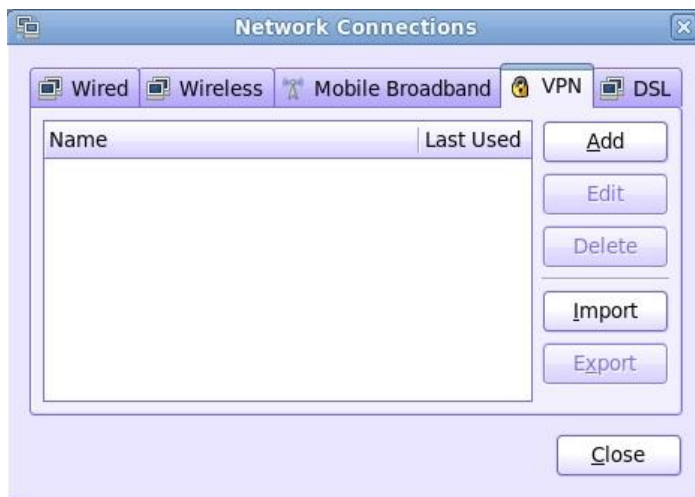 Network Connections
Wired Wireless Mobile Broadband VPN DSL
Name Last Used
Add
Edit
Delete
Import
Export
Close